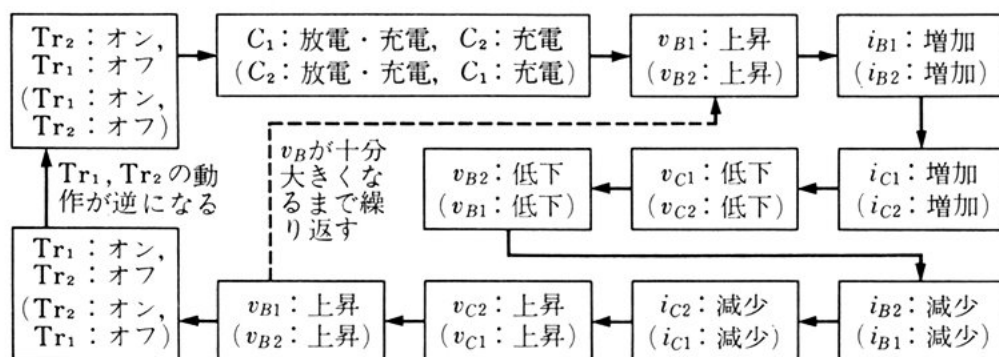 Tr₂：オン，
Tr₁：オフ
(Tr₁：オン，
Tr₂：オフ)
C₁：放電・充電，C₂：充電
(C₂：放電・充電，C₁：充電)
v_B1：上昇
(v_B2：上昇)
i_B1：増加
(i_B2：増加)
Tr₁, Tr₂の動
作が逆になる
v_Bが十分
大きくな
るまで繰
り返す
v_B2：低下
(v_B1：低下)
v_C1：低下
(v_C2：低下)
i_C1：増加
(i_C2：増加)
Tr₁：オン，
Tr₂：オフ
(Tr₂：オン，
Tr₁：オフ)
v_B1：上昇
(v_B2：上昇)
v_C2：上昇
(v_C1：上昇)
i_C2：減少
(i_C1：減少)
i_B2：減少
(i_B1：減少)